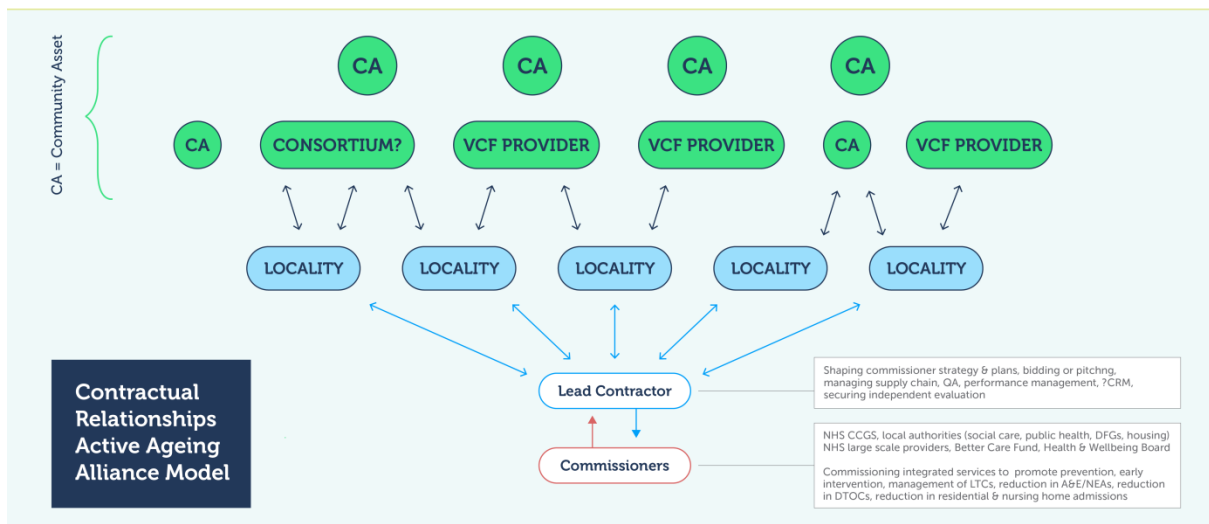 CA = Community Asset
CA
CA
CA
CA
CA
CONSORTIUM?
VCF PROVIDER
VCF PROVIDER
CA
VCF PROVIDER
LOCALITY
LOCALITY
LOCALITY
LOCALITY
LOCALITY
Contractual
Relationships
Active Ageing
Alliance Model
Lead Contractor
Shaping commissioner strategy & plans, bidding or pitchng,
managing supply chain, QA, performance management, ?CRM,
securing independent evaluation
Commissioners
NHS CCGS, local authorities (social care, public health, DFGs, housing)
NHS large scale providers, Better Care Fund, Health & Wellbeing Board
Commissioning integrated services to promote prevention, early
intervention, management of LTCs, reduction in A&E/NEAs, reduction
in DTOCs, reduction in residential & nursing home admissions